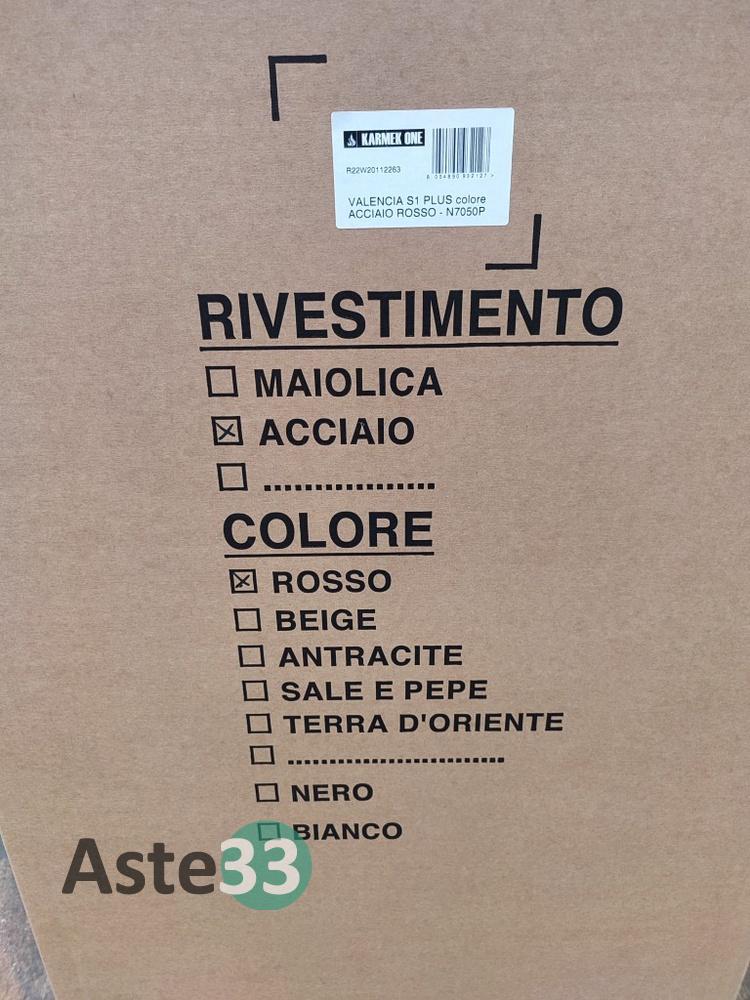 KARMEK ONE
R22W20112263
VALENCIA S1 PLUS colore
ACCIAIO ROSSO - N7050P
RIVESTIMENTO
MAIOLICA
ACCIAIO
.................
COLORE
ROSSO
BEIGE
ANTRACITE
SALE E PEPE
TERRA D'ORIENTE
..........................
NERO
BIANCO
Aste33